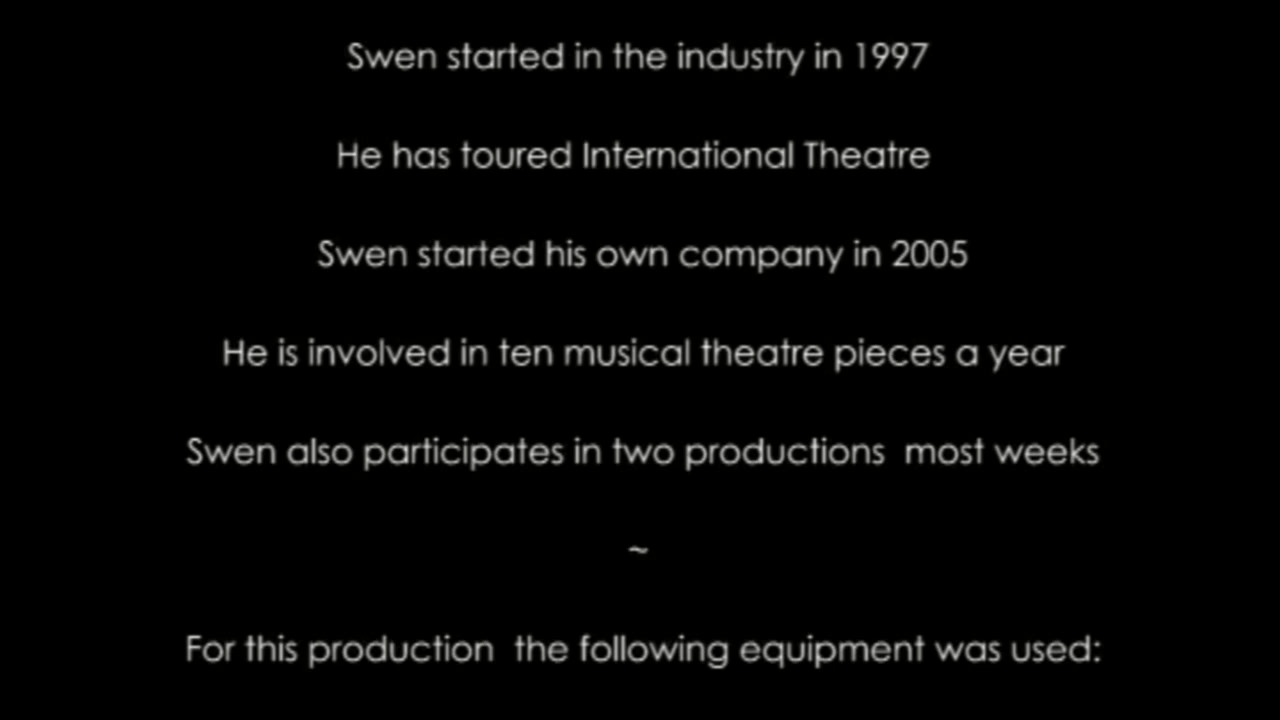 Swen started in the industry in 1997
He has toured International Theatre
Swen started his own company in 2005
He is involved in ten musical theatre pieces a year
Swen also participates in two productions  most weeks
~
For this production  the following equipment was used: